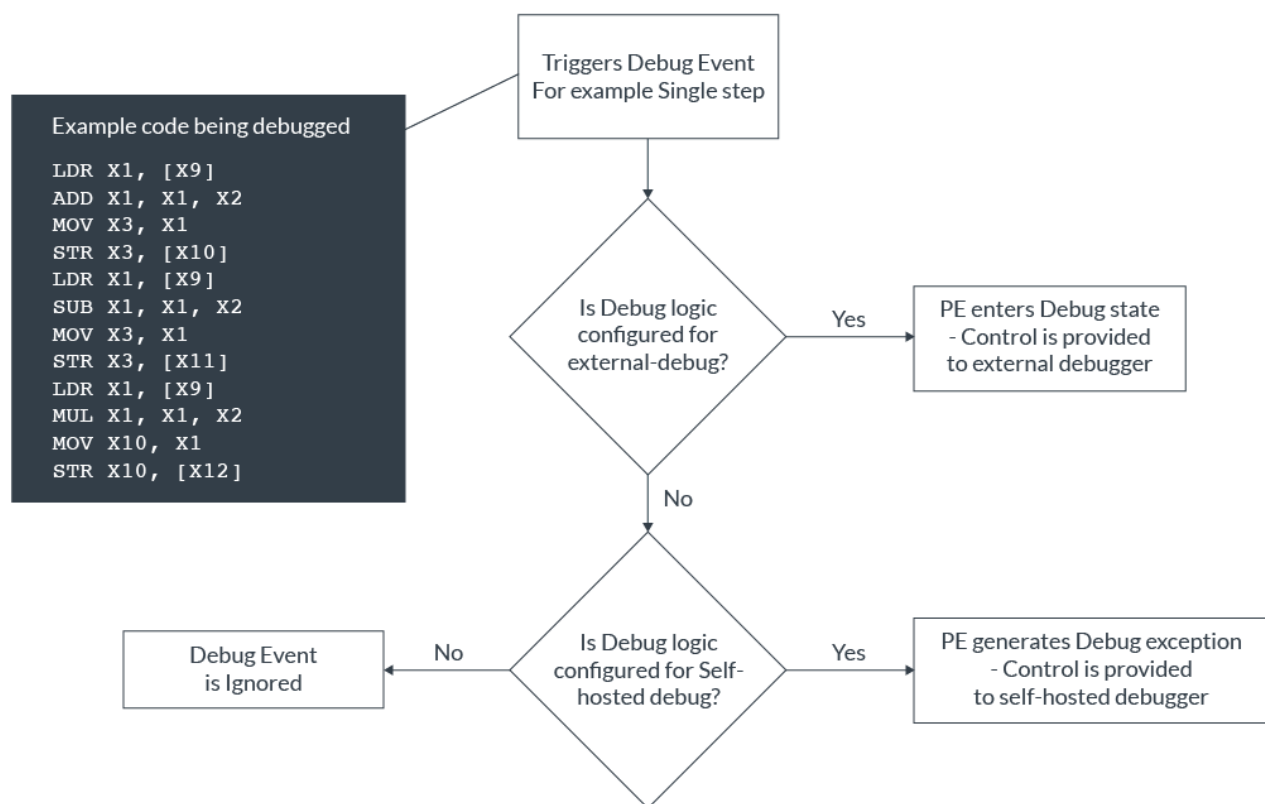 Triggers Debug Event
For example Single step
Example code being debugged
LDR X1, [X9]
ADD X1, X1, X2
MOV X3, X1
STR X3, [X10]
LDR X1, [X9]
SUB X1, X1, X2
MOV X3, X1
STR X3, [X11]
LDR X1, [X9]
MUL X1, X1, X2
MOV X10, X1
STR X10, [X12]
Is Debug logic
configured for
external-debug?
Yes
PE enters Debug state
- Control is provided
to external debugger
No
Is Debug logic
configured for Self-
hosted debug?
No
Debug Event
is Ignored
Yes
PE generates Debug exception
- Control is provided
to self-hosted debugger